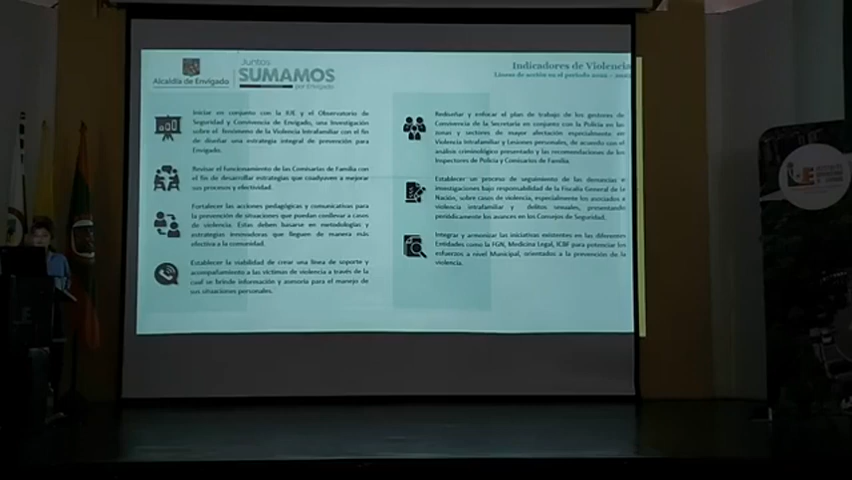 Alcaldía de Envigado
Juntos
SUMAMOS
por Envigado
Indicadores de Violencia
Líneas de acción en el periodo 2022 -
Iniciar en conjunto con la IUE y el Observatorio de
Seguridad y Convivencia de Envigado, una Investigación
sobre el fenómeno de la Violencia Intrafamiliar con el fin
de diseñar una estrategia integral de prevención para
Envigado.
Revisar el funcionamiento de las Comisarías de Familia con
el fin de desarrollar estrategias que coadyuven a mejorar
sus procesos y efectividad.
Fortalecer las acciones pedagógicas y comunicativas para
la prevención de situaciones que puedan conllevar a casos
de violencia. Estas deben basarse en metodologías y
estrategias innovadoras que lleguen de manera más
efectiva a la comunidad.
Establecer la viabilidad de crear una línea de soporte y
acompañamiento a las víctimas de violencia a través de la
cual se brinde información y asesoría para el manejo de
sus situaciones personales.
Rediseñar y enfocar el plan de trabajo de los gestores de
Convivencia de la Secretaría en conjunto con la Policía en las
zonas y sectores de mayor afectación especialmente en
Violencia Intrafamiliar y Lesiones personales, de acuerdo con el
análisis criminológico presentado y las recomendaciones de los
Inspectores de Policía y Comisarios de Familia.
Establecer un proceso de seguimiento de las denuncias e
investigaciones bajo responsabilidad de la Fiscalía General de la
Nación, sobre casos de violencia, especialmente los asociados a
violencia intrafamiliar y delitos sexuales, presentando
periódicamente los avances en los Consejos de Seguridad.
Integrar y armonizar las iniciativas existentes en las diferentes
Entidades como la FGN, Medicina Legal, ICBF para potenciar los
esfuerzos a nivel Municipal, orientados a la prevención de la
violencia.